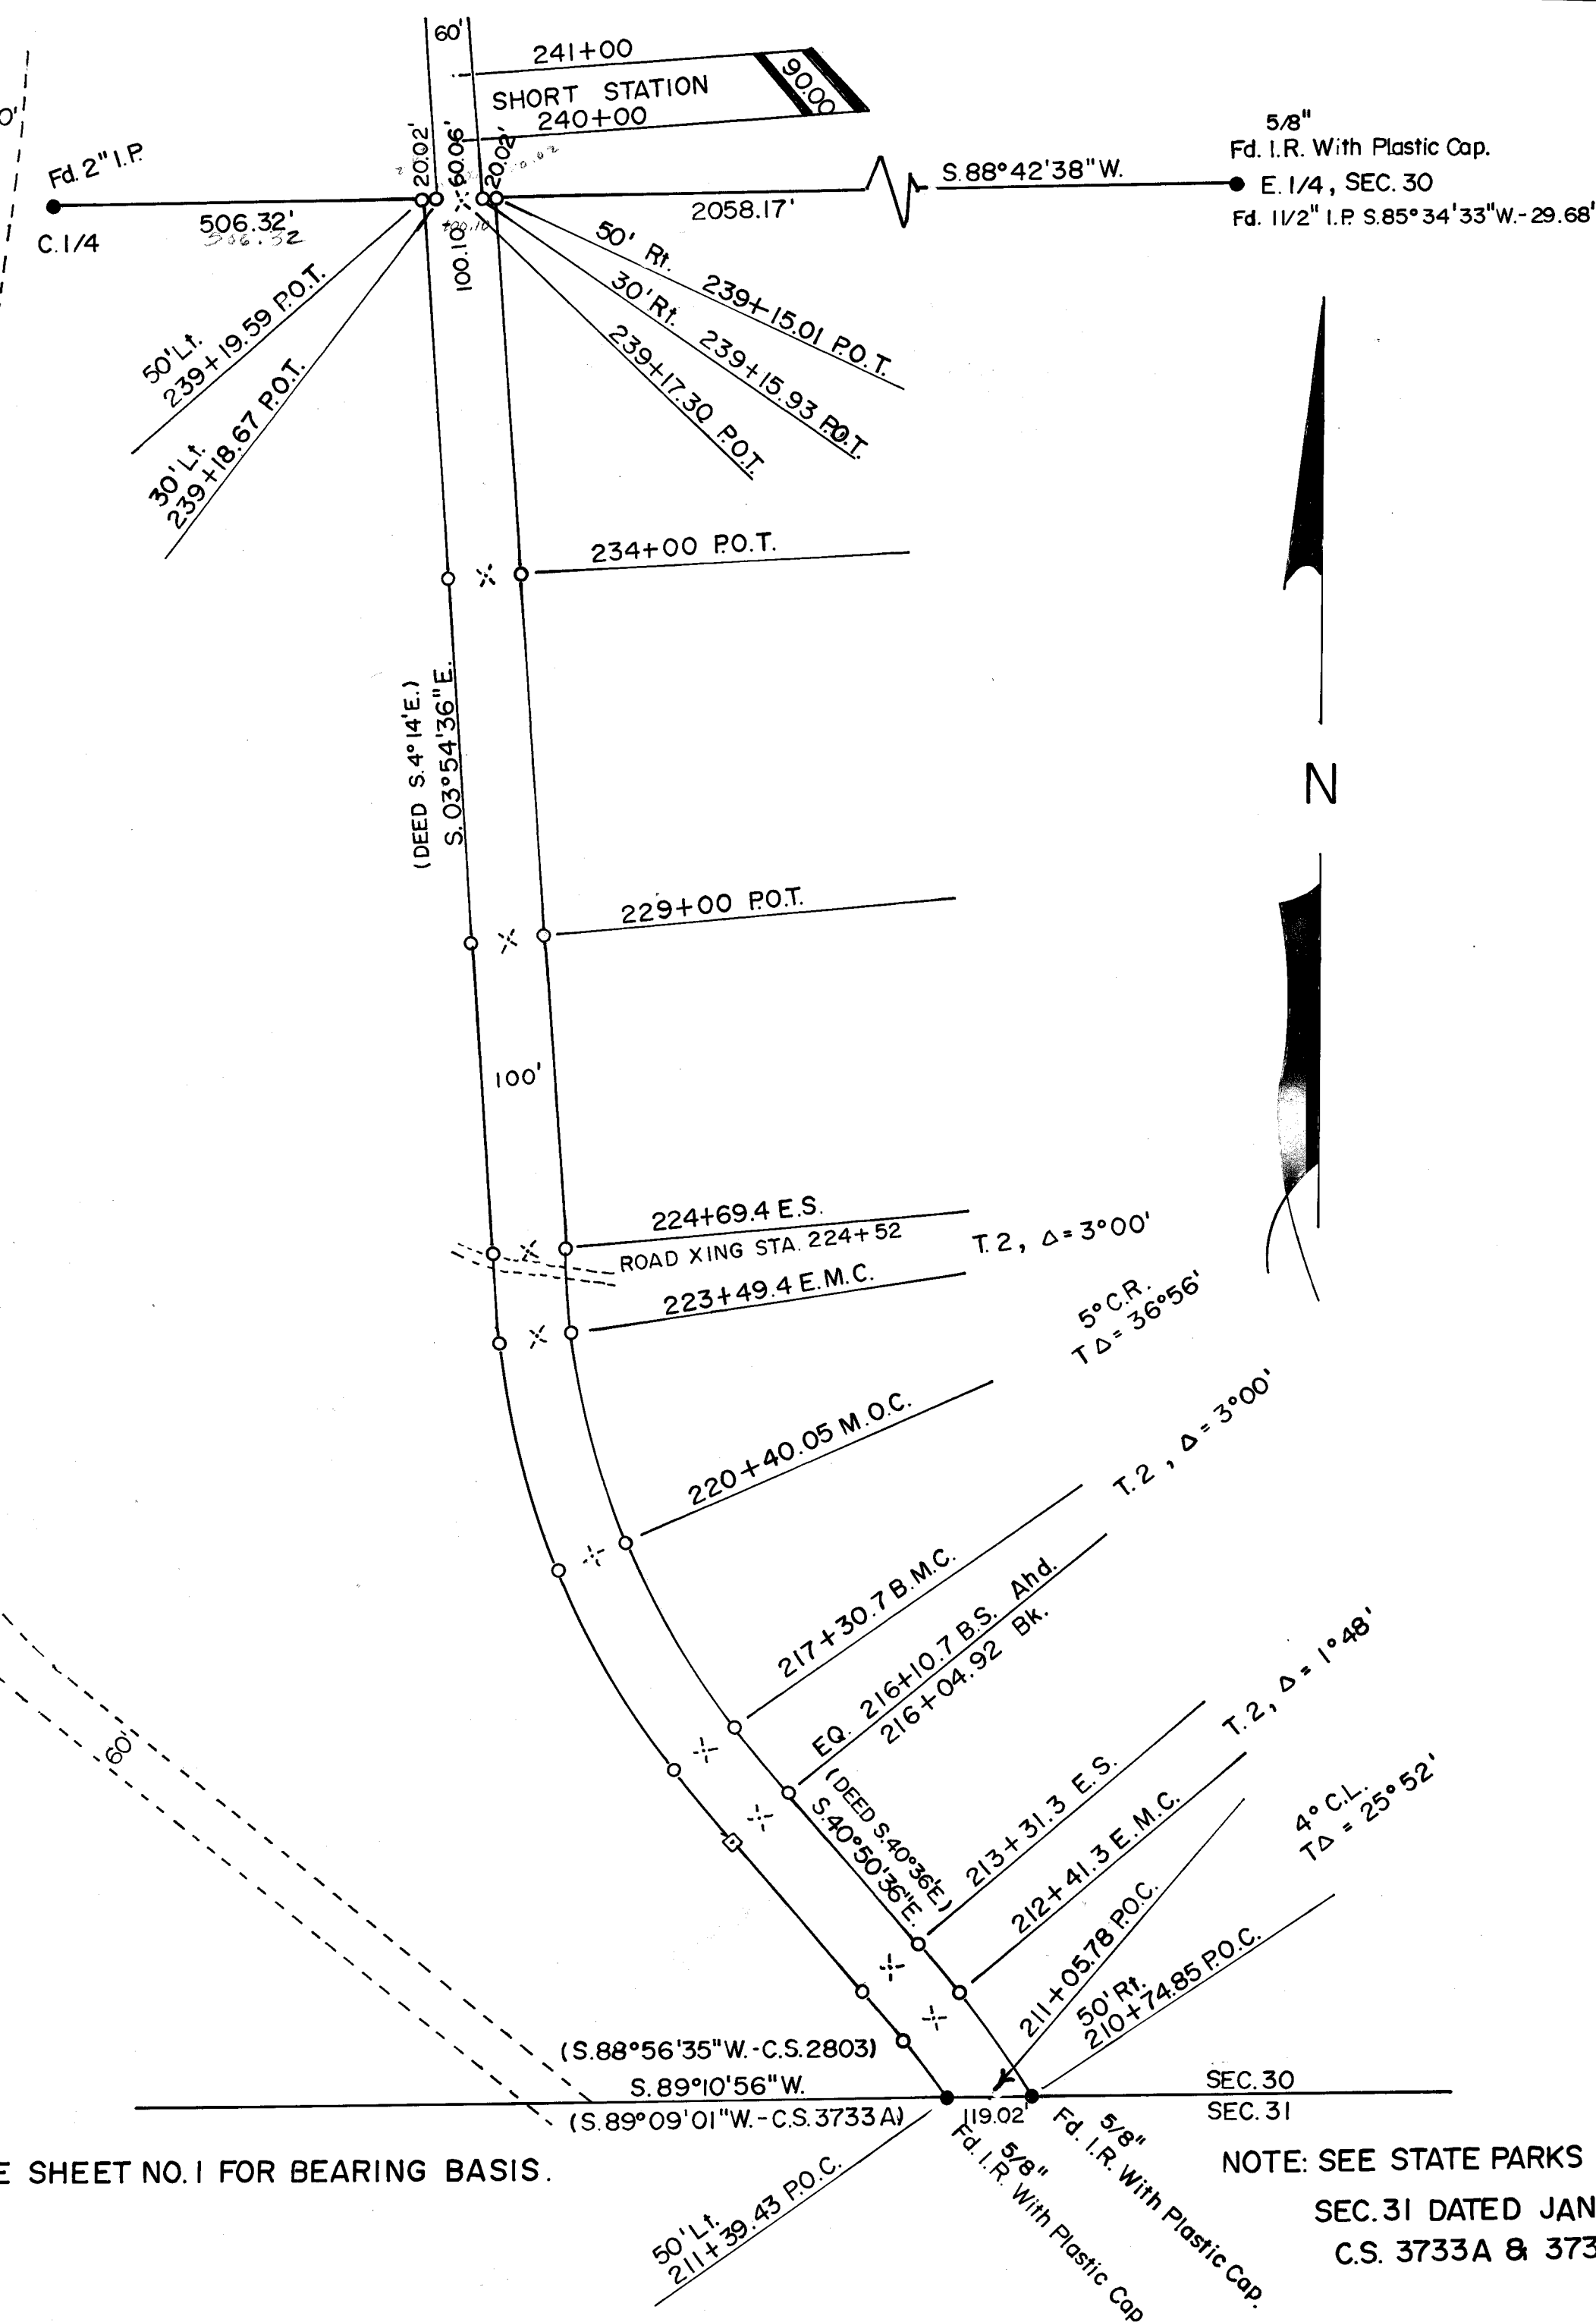 60'
241+00
SHORT STATION
90.00
240+00
0'
Fd. 2" I.P.
20.02'
60.06'
20.02'
5/8"
Fd. I.R. With Plastic Cap.
S.88°42'38"W.
E. 1/4, SEC. 30
Fd. 1 1/2" I.P. S.85°34'33"W.-29.68'
506.32'
506.32
C. 1/4
100.10
100.10
2058.17'
50' Lt.
239+19.59 P.O.T.
30' Lt.
239+18.67 P.O.T.
50' Rt. 239+15.01 P.O.T.
30' Rt. 239+15.93 P.O.T.
239+17.30 P.O.T.
234+00 P.O.T.
(DEED S.4°14'E.)
S.03°54'36"E.
N
229+00 P.O.T.
100'
224+69.4 E.S.
ROAD XING STA. 224+52
T.2, Δ=3°00'
223+49.4 E.M.C.
5° C.R.
TΔ= 36°56'
220+40.05 M.O.C.
T.2, Δ=3°00'
217+30.7 B.M.C.
EQ. 216+10.7 B.S. Ahd.
216+04.92 Bk.
(DEED S.40°36'E)
S.40°50'36"E.
213+31.3 E.S.
T.2, Δ= 1°48'
212+41.3 E.M.C.
4° C.L.
TΔ = 25°52'
60'
211+05.78 P.O.C.
50' Rt.
210+74.85 P.O.C.
(S.88°56'35"W.-C.S.2803)
S.89°10'56"W.
SEC. 30
(S.89°09'01"W.-C.S.3733A)
119.02'
SEC. 31
5/8"
Fd. I.R. With Plastic Cap
5/8"
Fd. I.R. With Plastic Cap.
50' Lt.
211+39.43 P.O.C.
E SHEET NO. 1 FOR BEARING BASIS.
NOTE: SEE STATE PARKS
SEC. 31 DATED JAN
C.S. 3733A & 373